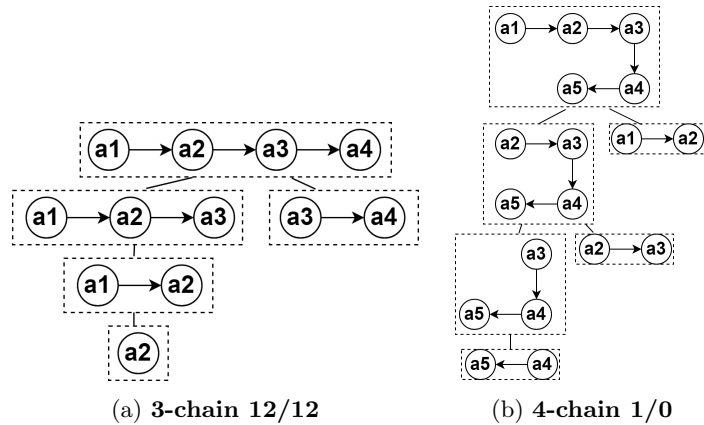 a1 a2 a3
a5 a4
a1 a2 a3 a4
a1 a2 a3
a3 a4
a1 a2
a2
a2 a3
a5 a4
a1 a2
a3
a5 a4
a2 a3
a5 a4
(a) 3-chain 12/12
(b) 4-chain 1/0